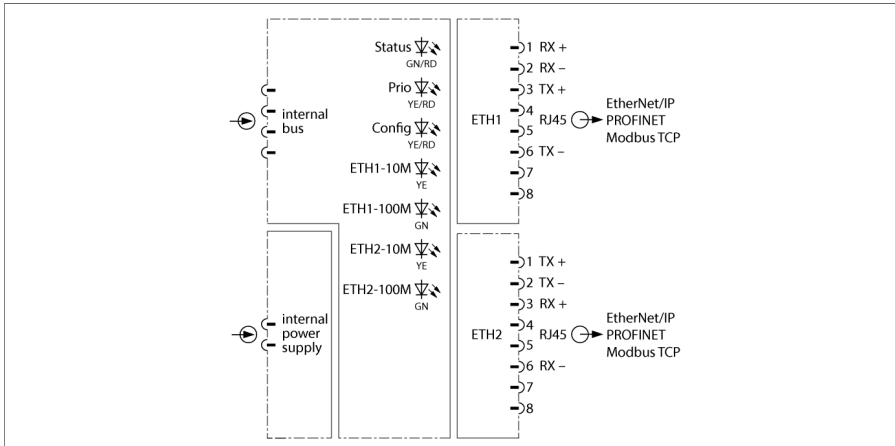 Status
GN/RD
Prio
YE/RD
Config
YE/RD
ETH1-10M
YE
ETH1-100M
GN
ETH2-10M
YE
ETH2-100M
GN
internal
bus
internal
power
supply
ETH1
1 RX +
2 RX –
3 TX +
4
5
6 TX –
7
8
RJ45
EtherNet/IP
PROFINET
Modbus TCP
ETH2
1 TX +
2 TX –
3 RX +
4
5
6 RX –
7
8
RJ45
EtherNet/IP
PROFINET
Modbus TCP